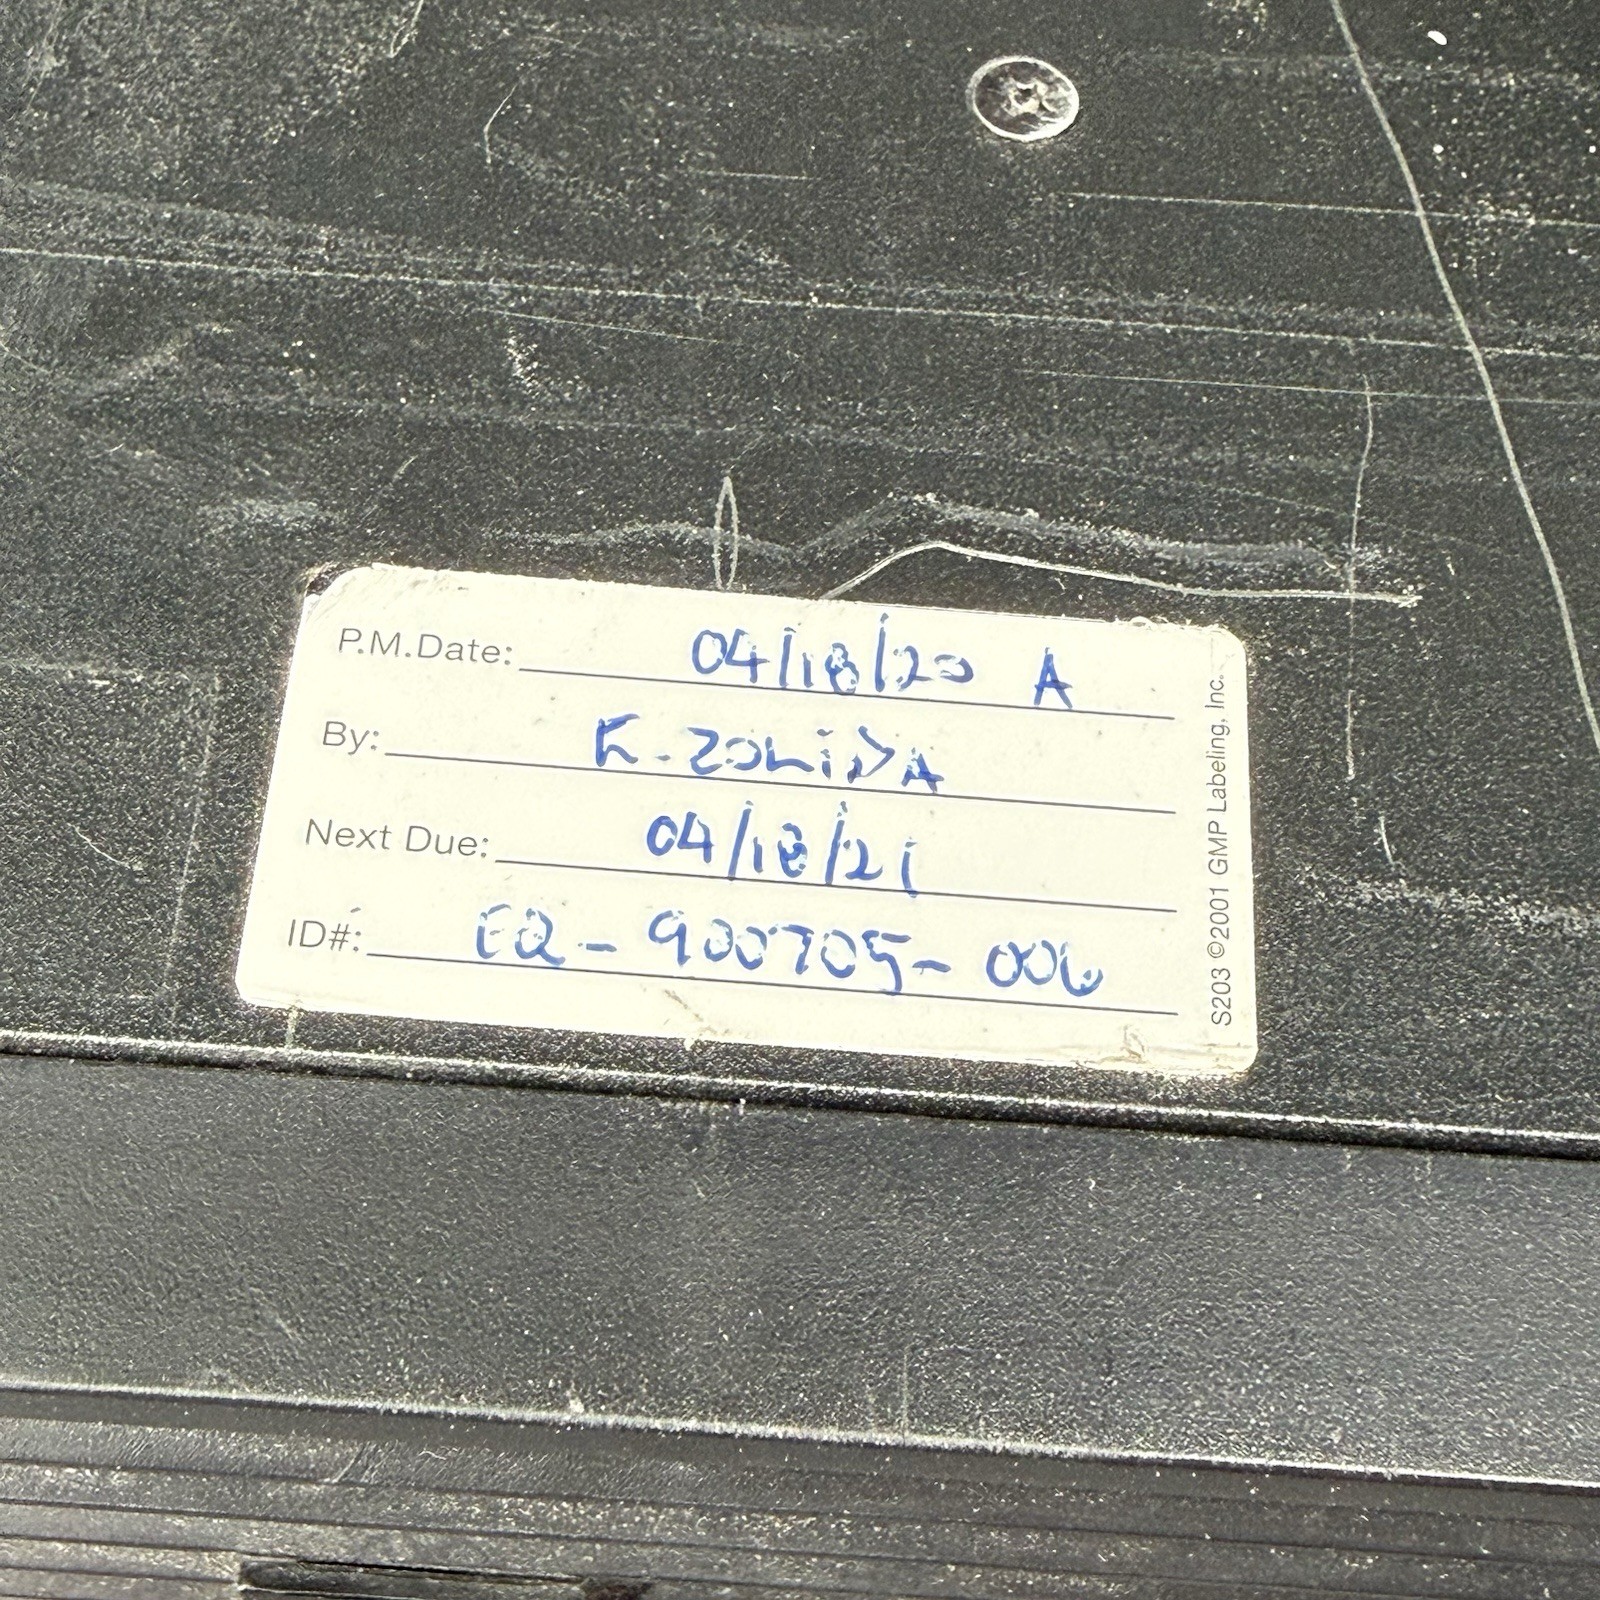 P.M.Date: 04/18/20 A
By: K. ZOLIDA
Next Due: 04/18/21
ID#: EQ-900705-006
S203 ©2001 GMP Labeling, Inc.